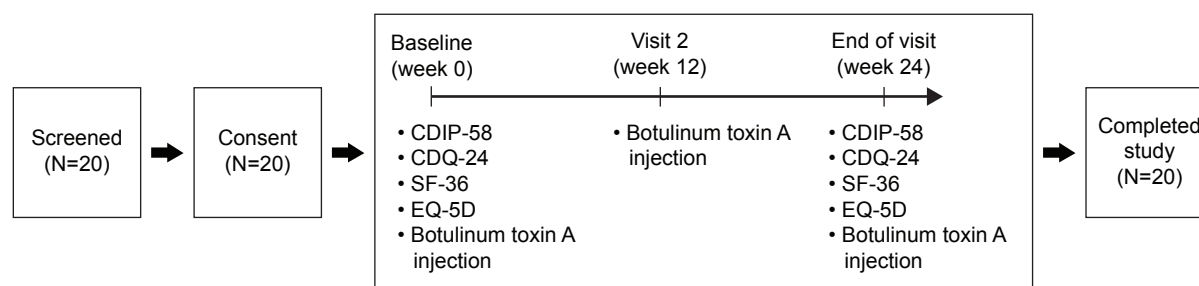 Screened
(N=20)
Consent
(N=20)
Baseline
(week 0)
• CDIP-58
• CDQ-24
• SF-36
• EQ-5D
• Botulinum toxin A
injection
Visit 2
(week 12)
• Botulinum toxin A
injection
End of visit
(week 24)
• CDIP-58
• CDQ-24
• SF-36
• EQ-5D
• Botulinum toxin A
injection
Completed
study
(N=20)